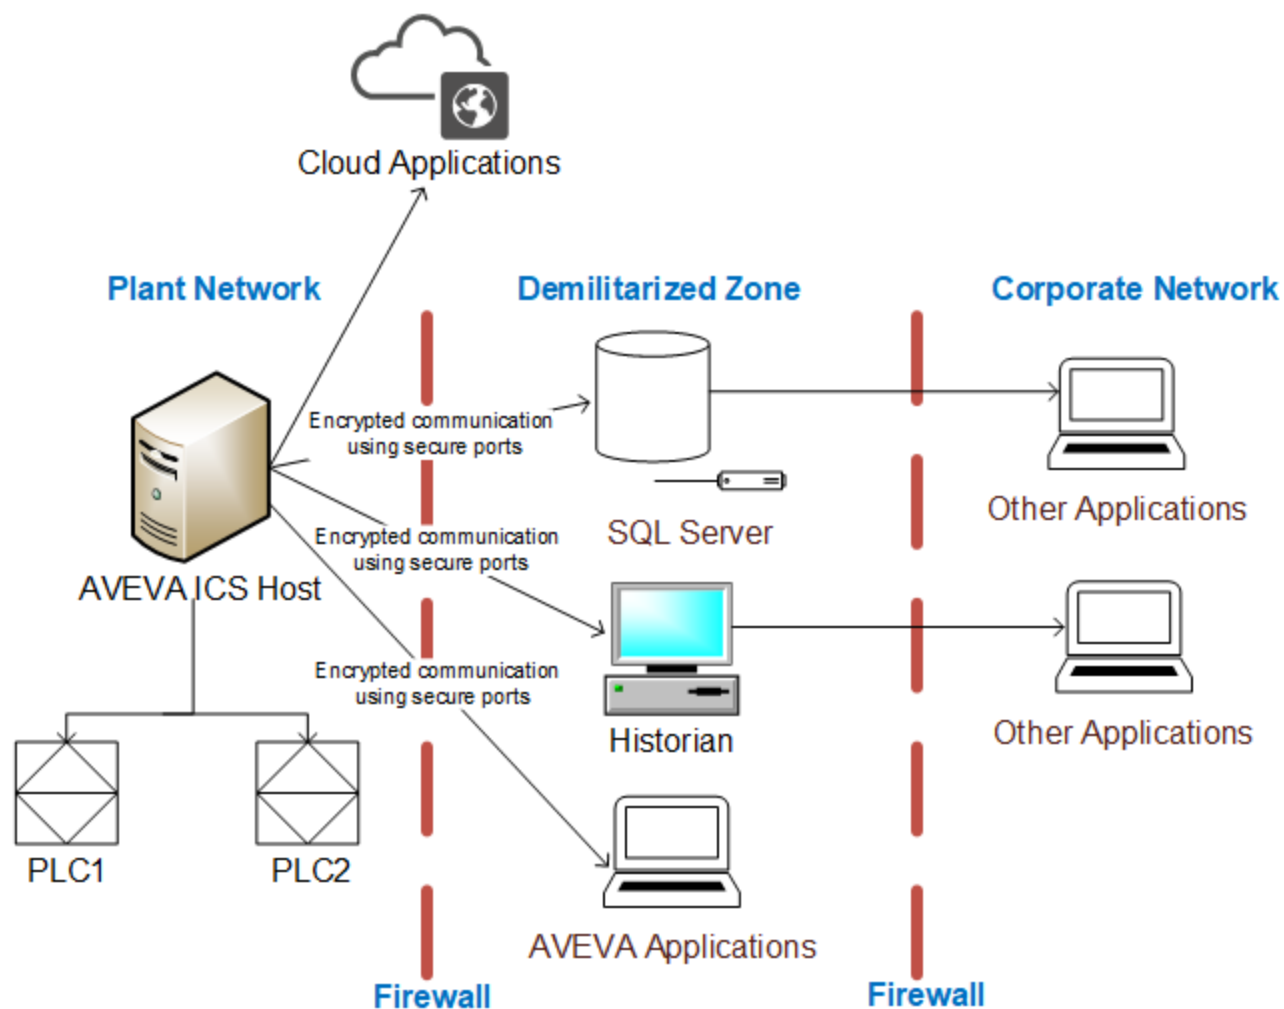 Cloud Applications
Plant Network
Demilitarized Zone
Corporate Network
Encrypted communication
using secure ports
Other Applications
SQL Server
Encrypted communication
using secure ports
AVEVA ICS Host
Encrypted communication
using secure ports
Historian
Other Applications
PLC1
PLC2
AVEVA Applications
Firewall
Firewall